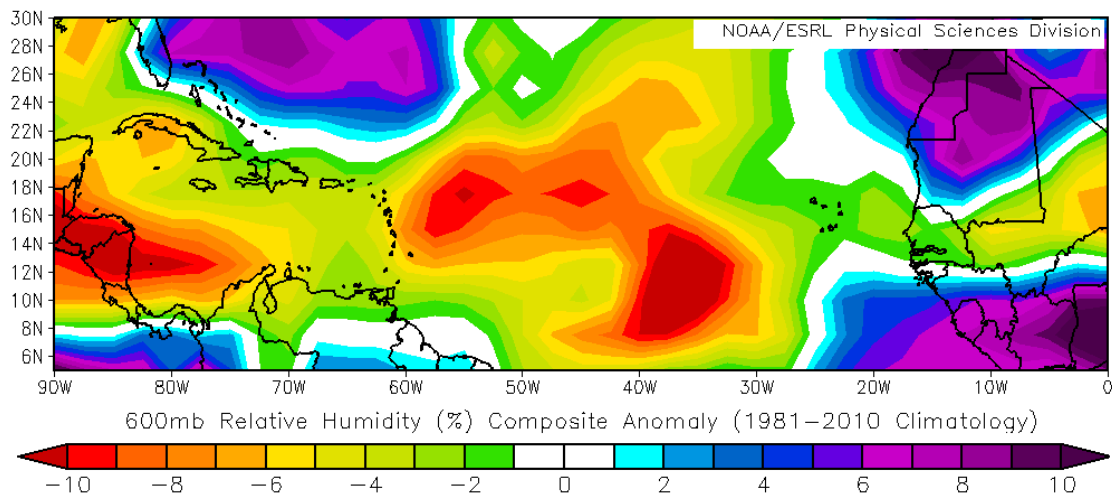 NOAA/ESRL Physical Sciences Division
30N
28N
26N
24N
22N
20N
18N
16N
14N
12N
10N
8N
6N
90W 80W 70W 60W 50W 40W 30W 20W 10W 0
600mb Relative Humidity (%) Composite Anomaly (1981-2010 Climatology)
-10 -8 -6 -4 -2 0 2 4 6 8 10